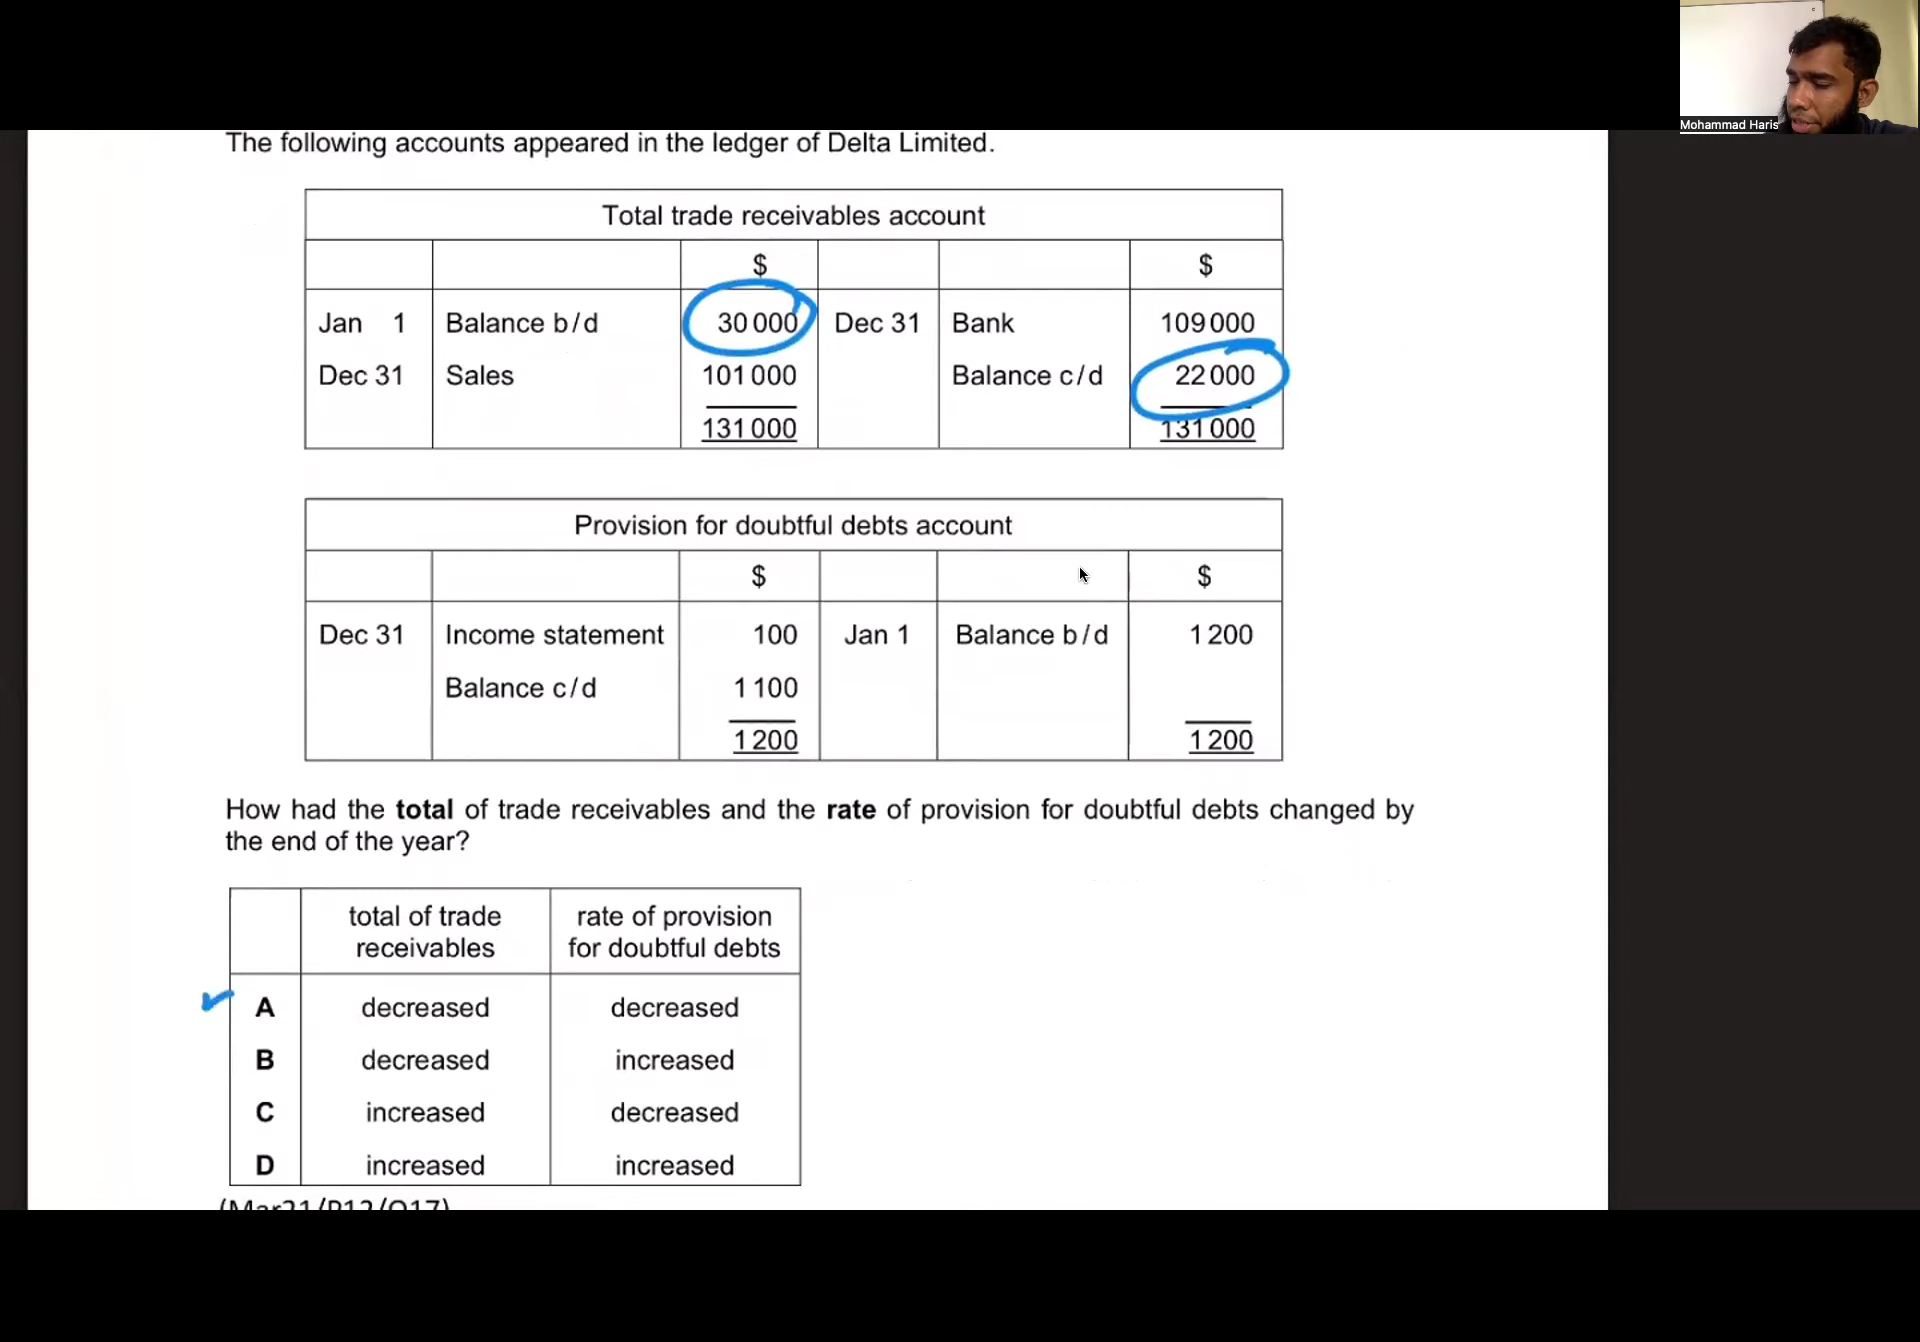 Mohammad Haris
The following accounts appeared in the ledger of Delta Limited.
Total trade receivables account
$ $
Jan 1 Balance b/d 30 000 Dec 31 Bank 109 000
Dec 31 Sales 101 000 Balance c/d 22 000
131 000 131 000
Provision for doubtful debts account
$ $
Dec 31 Income statement 100 Jan 1 Balance b/d 1 200
Balance c/d 1 100
1 200 1 200
How had the total of trade receivables and the rate of provision for doubtful debts changed by
the end of the year?
total of trade rate of provision
receivables for doubtful debts
A decreased decreased
B decreased increased
C increased decreased
D increased increased
(Mar21/P12/Q17)